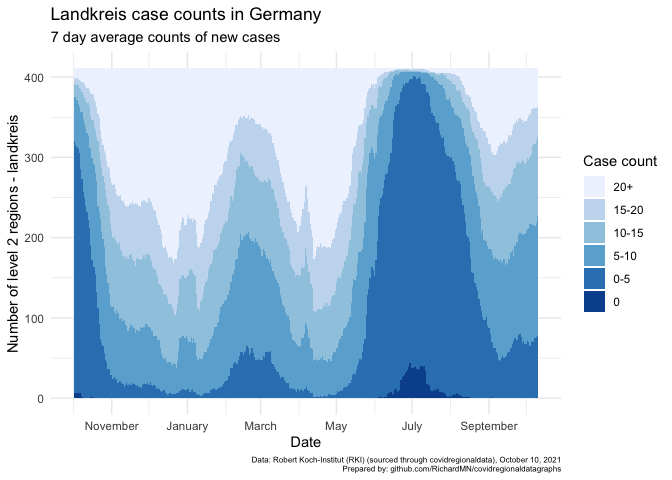 Landkreis case counts in Germany
7 day average counts of new cases
Number of level 2 regions - landkreis
400
300
200
100
0
November January March May July September
Date
Case count
20+
15-20
10-15
5-10
0-5
0
Data: Robert Koch-Institut (RKI) (sourced through covidregionaldata), October 10, 2021
Prepared by: github.com/RichardMN/covidregionaldatagraphs